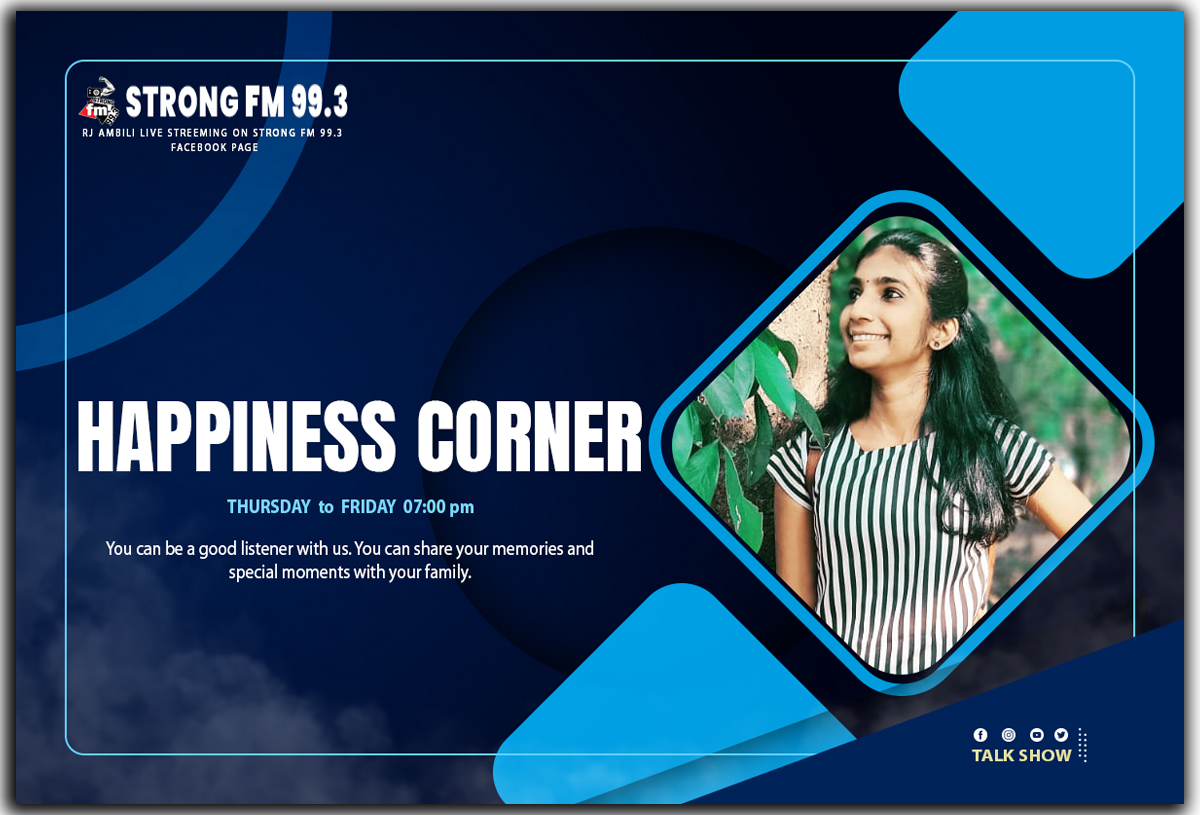 fm
STRONG FM 99.3
RJ AMBILI LIVE STREEMING ON STRONG FM 99.3
FACEBOOK PAGE
HAPPINESS CORNER
THURSDAY to FRIDAY 07:00 pm
You can be a good listener with us. You can share your memories and
special moments with your family.
TALK SHOW